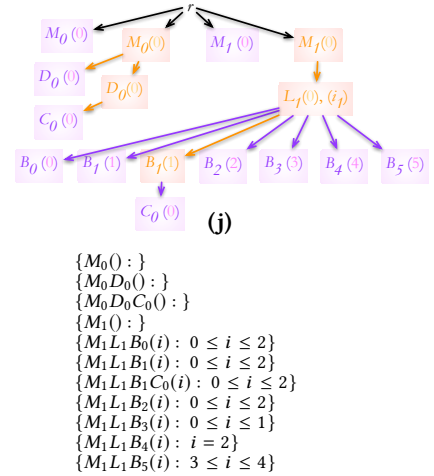 r
M₀(0) M₀(0) M₁(0) M₁(0)
D₀(0) D₀(0) L₁(0), (i₁)
C₀(0)
B₀(0) B₁(1) B₁(1) B₂(2) B₃(3) B₄(4) B₅(5)
C₀(0) (j)
{M₀() : }
{M₀D₀() : }
{M₀D₀C₀() : }
{M₁() : }
{M₁L₁B₀(i) : 0 ≤ i ≤ 2}
{M₁L₁B₁(i) : 0 ≤ i ≤ 2}
{M₁L₁B₁C₀(i) : 0 ≤ i ≤ 2}
{M₁L₁B₂(i) : 0 ≤ i ≤ 2}
{M₁L₁B₃(i) : 0 ≤ i ≤ 1}
{M₁L₁B₄(i) : i = 2}
{M₁L₁B₅(i) : 3 ≤ i ≤ 4}